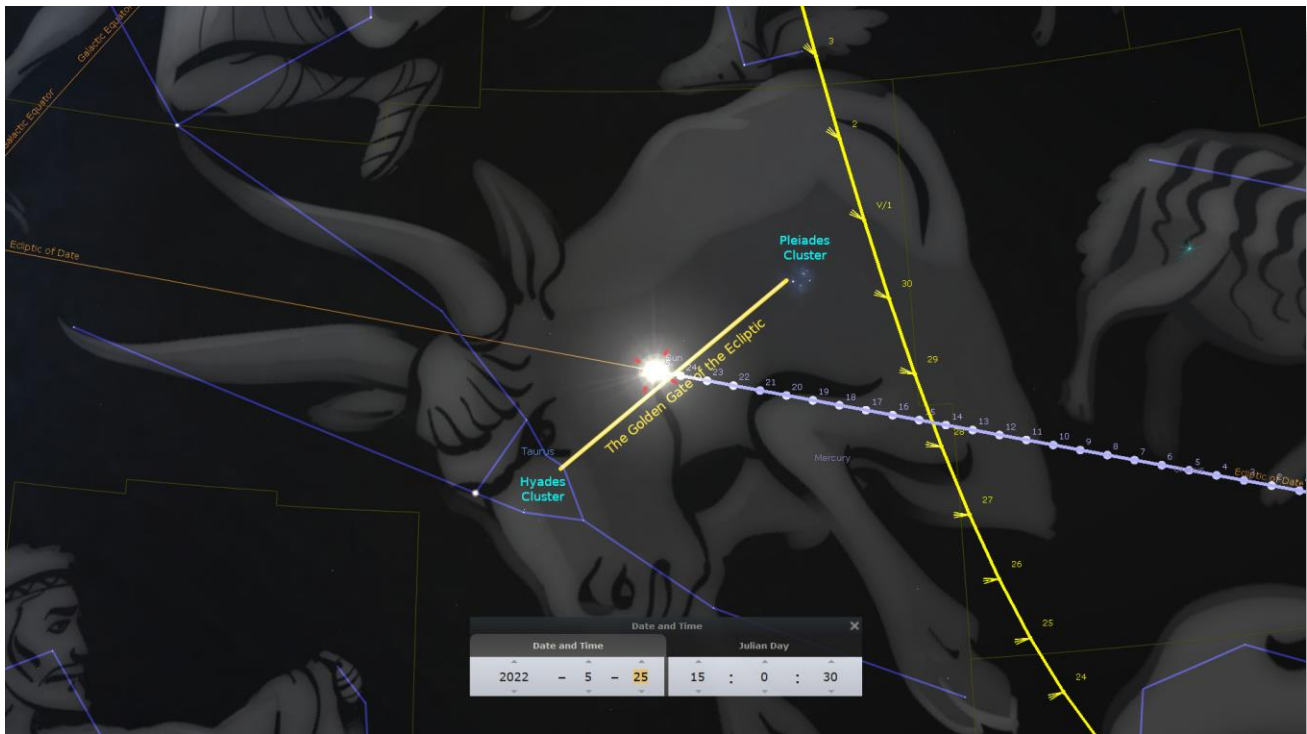 3
Galactic Equator
2
Galactic Equator
V/1
Pleiades
Cluster
Ecliptic of Date
30
The Golden Gate of the Ecliptic
Sun
29
24
23
22
21
20
19
18
17
16
15
14
13
12
11
10
9
8
7
6
5
4
3
2
28
Taurus
Mercury
Ecliptic of Date
Hyades
Cluster
27
26
25
24
Date and Time
Date and Time
Julian Day
2022 - 5 - 25 15 : 0 : 30